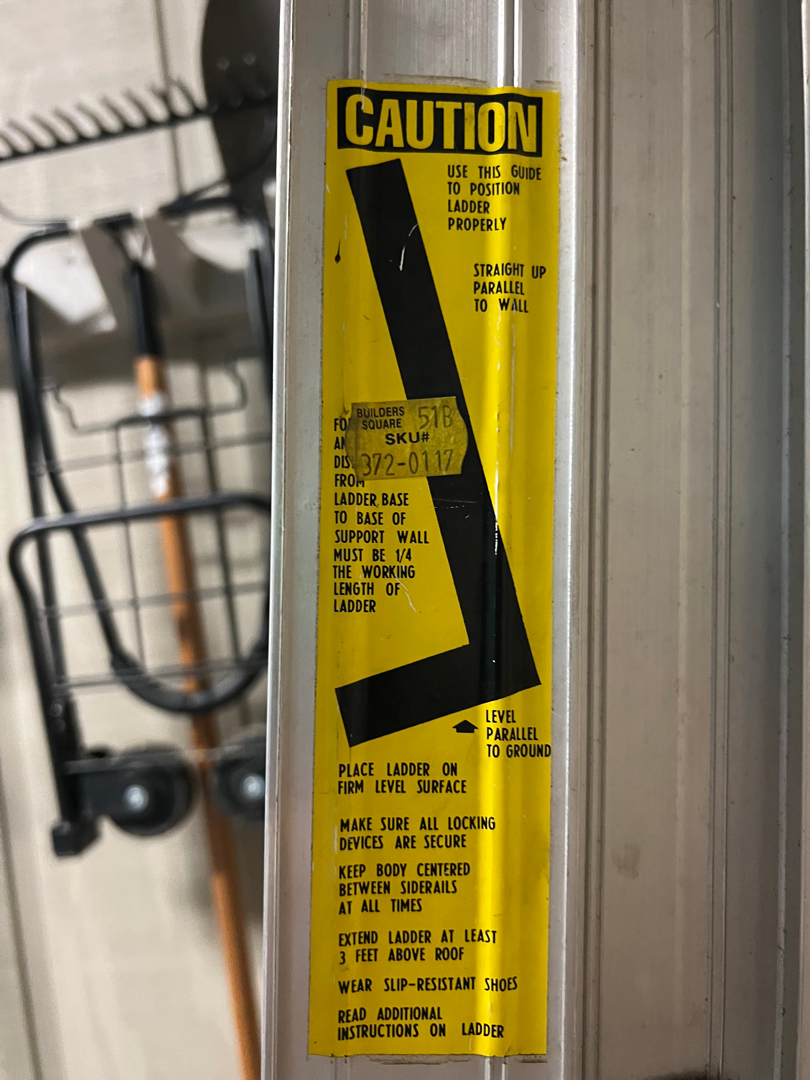 CAUTION
USE THIS GUIDE
TO POSITION
LADDER
PROPERLY
STRAIGHT UP
PARALLEL
TO WALL
BUILDERS
SQUARE
51B
SKU#
372-0117
FROM
LADDER BASE
TO BASE OF
SUPPORT WALL
MUST BE 1/4
THE WORKING
LENGTH OF
LADDER
LEVEL
PARALLEL
TO GROUND
PLACE LADDER ON
FIRM LEVEL SURFACE
MAKE SURE ALL LOCKING
DEVICES ARE SECURE
KEEP BODY CENTERED
BETWEEN SIDERAILS
AT ALL TIMES
EXTEND LADDER AT LEAST
3 FEET ABOVE ROOF
WEAR SLIP-RESISTANT SHOES
READ ADDITIONAL
INSTRUCTIONS ON LADDER